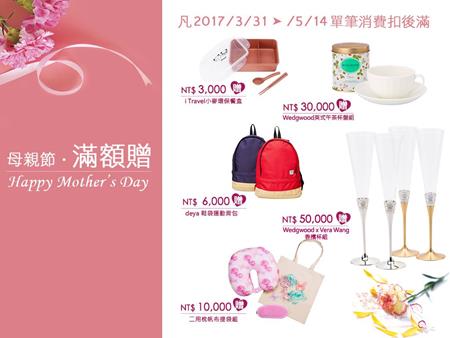 母親節・滿額贈
Happy Mother's Day
凡2017/3/31 ➤ /5/14單筆消費扣後滿
NT$ 3,000 贈
i Travel小麥環保餐盒
NT$ 30,000 贈
Wedgwood英式午茶杯盤組
NT$ 6,000 贈
deya 鞋袋運動背包
NT$ 50,000 贈
Wedgwood x Vera Wang
香檳杯組
NT$ 10,000 贈
二用枕帆布提袋組